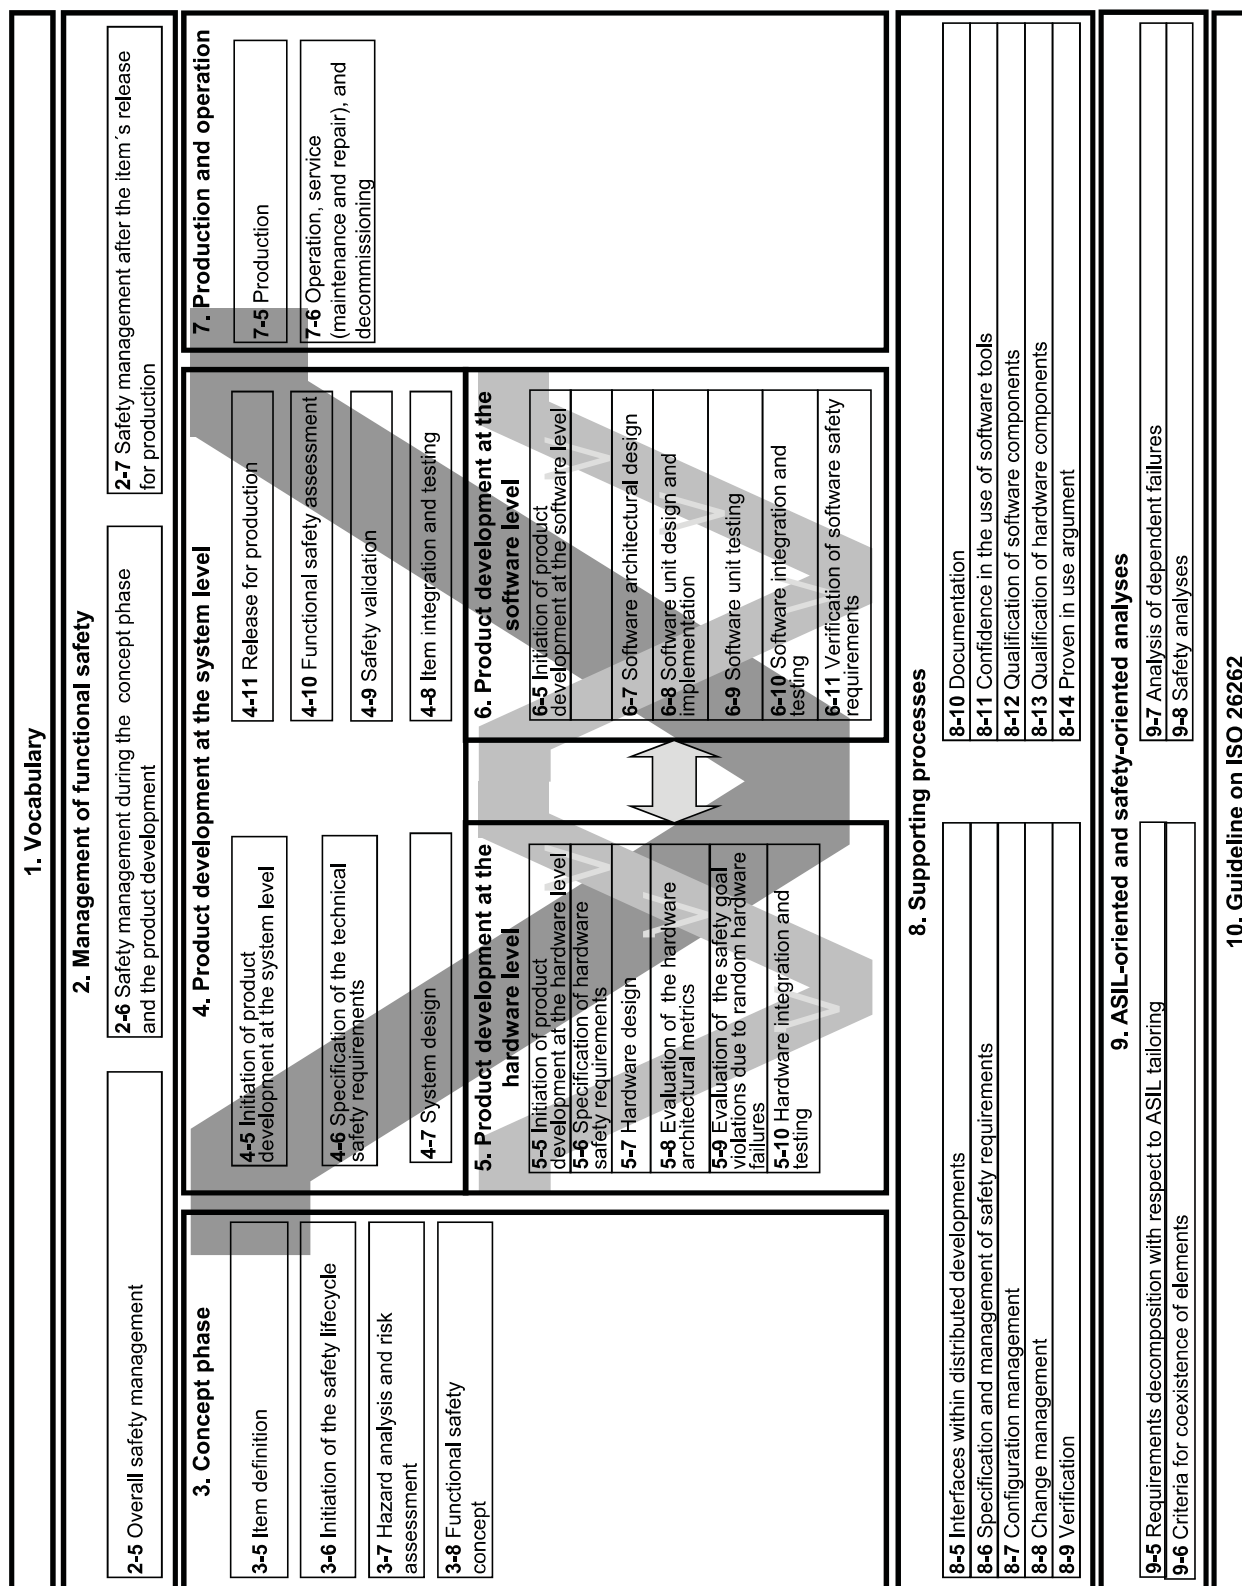 1. Vocabulary
2. Management of functional safety
2-5 Overall safety management
2-6 Safety management during the concept phase
and the product development
2-7 Safety management after the item´s release
for production
3. Concept phase
3-5 Item definition
3-6 Initiation of the safety lifecycle
3-7 Hazard analysis and risk
assessment
3-8 Functional safety
concept
4. Product development at the system level
4-5 Initiation of product
development at the system level
4-6 Specification of the technical
safety requirements
4-7 System design
4-11 Release for production
4-10 Functional safety assessment
4-9 Safety validation
4-8 Item integration and testing
5. Product development at the
hardware level
5-5 Initiation of product
development at the hardware level
5-6 Specification of hardware
safety requirements
5-7 Hardware design
5-8 Evaluation of the hardware
architectural metrics
5-9 Evaluation of the safety goal
violations due to random hardware
failures
5-10 Hardware integration and
testing
6. Product development at the
software level
6-5 Initiation of product
development at the software level
6-7 Software architectural design
6-8 Software unit design and
implementation
6-9 Software unit testing
6-10 Software integration and
testing
6-11 Verification of software safety
requirements
7. Production and operation
7-5 Production
7-6 Operation, service
(maintenance and repair), and
decommissioning
8. Supporting processes
8-5 Interfaces within distributed developments
8-6 Specification and management of safety requirements
8-7 Configuration management
8-8 Change management
8-9 Verification
8-10 Documentation
8-11 Confidence in the use of software tools
8-12 Qualification of software components
8-13 Qualification of hardware components
8-14 Proven in use argument
9. ASIL-oriented and safety-oriented analyses
9-5 Requirements decomposition with respect to ASIL tailoring
9-6 Criteria for coexistence of elements
9-7 Analysis of dependent failures
9-8 Safety analyses
10. Guideline on ISO 26262